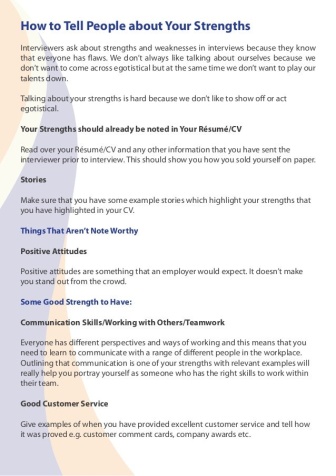 How to Tell People about Your Strengths
Interviewers ask about strengths and weaknesses in interviews because they know
that everyone has flaws. We don't always like talking about ourselves because we
don't want to come across egotistical but at the same time we don't want to play our
talents down.
Talking about your strengths is hard because we don't like to show off or act
egotistical.
Your Strengths should already be noted in Your Résumé/CV
Read over your Résumé/CV and any other information that you have sent the
interviewer prior to interview. This should show you how you sold yourself on paper.
Stories
Make sure that you have some example stories which highlight your strengths that
you have highlighted in your CV.
Things That Aren't Note Worthy
Positive Attitudes
Positive attitudes are something that an employer would expect. It doesn't make
you stand out from the crowd.
Some Good Strength to Have:
Communication Skills/Working with Others/Teamwork
Everyone has different perspectives and ways of working and this means that you
need to learn to communicate with a range of different people in the workplace.
Outlining that communication is one of your strengths with relevant examples will
really help you portray yourself as someone who has the right skills to work within
their team.
Good Customer Service
Give examples of when you have provided excellent customer service and tell how
it was proved e.g. customer comment cards, company awards etc.